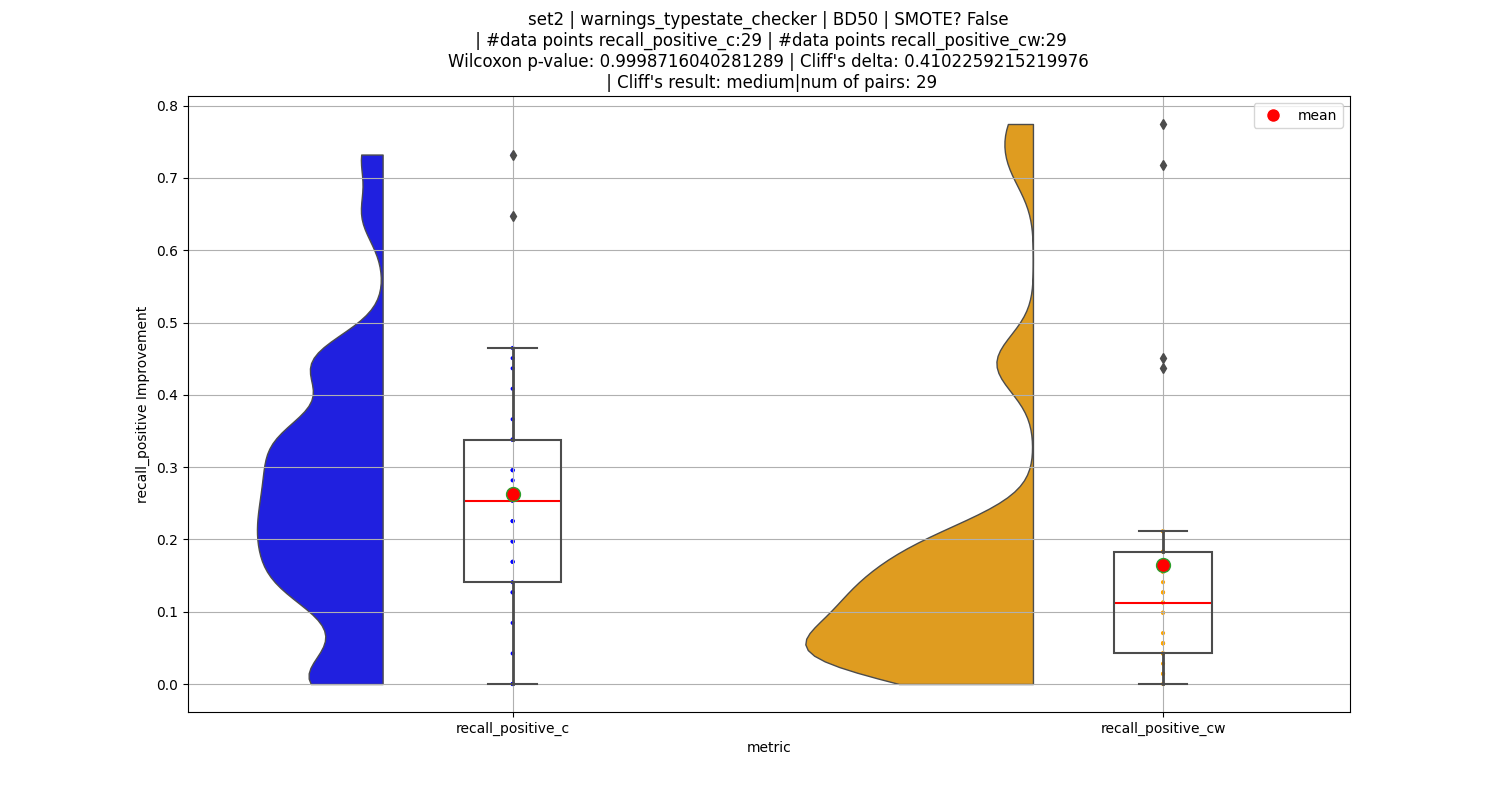 set2 | warnings_typestate_checker | BD50 | SMOTE? False
| #data points recall_positive_c:29 | #data points recall_positive_cw:29
Wilcoxon p-value: 0.9998716040281289 | Cliff's delta: 0.4102259215219976
| Cliff's result: medium|num of pairs: 29
mean
0.8
0.7
0.6
0.5
0.4
0.3
0.2
0.1
0.0
recall_positive Improvement
recall_positive_c
recall_positive_cw
metric